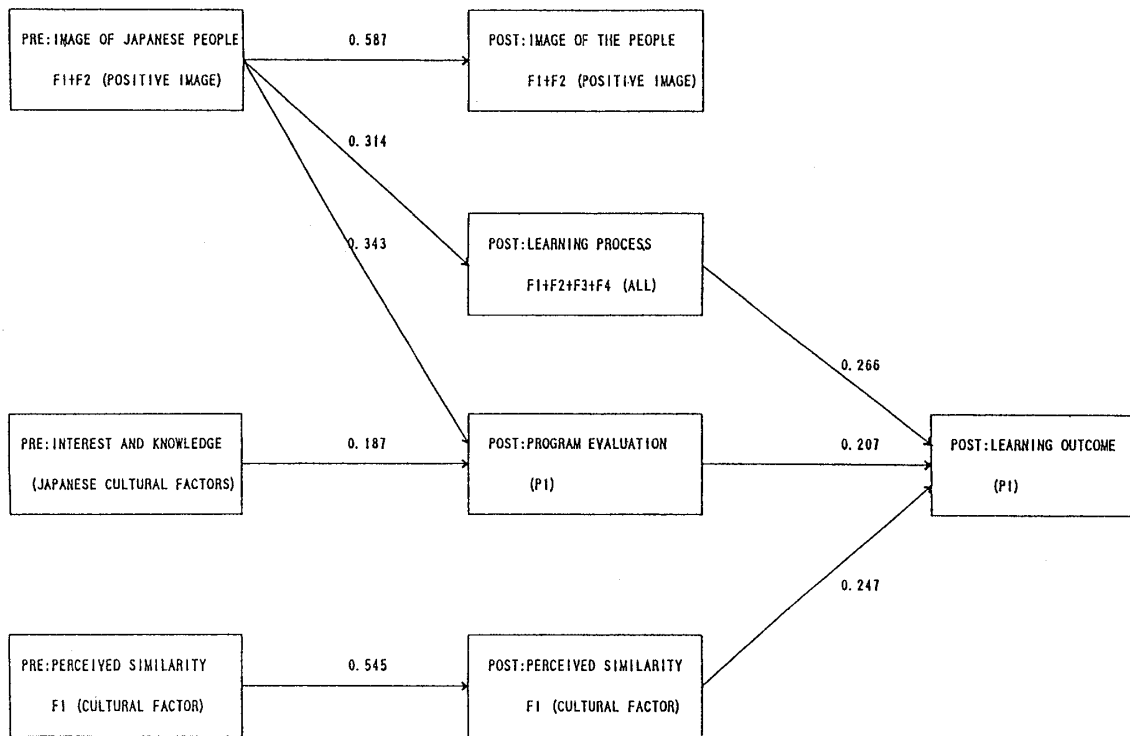 PRE:IMAGE OF JAPANESE PEOPLE
F1+F2 (POSITIVE IMAGE)
0.587
POST:IMAGE OF THE PEOPLE
F1+F2 (POSITIVE IMAGE)
0.314
0.343
POST:LEARNING PROCESS
F1+F2+F3+F4 (ALL)
0.266
PRE:INTEREST AND KNOWLEDGE
(JAPANESE CULTURAL FACTORS)
0.187
POST:PROGRAM EVALUATION
(P1)
0.207
POST:LEARNING OUTCOME
(P1)
0.247
PRE:PERCEIVED SIMILARITY
F1 (CULTURAL FACTOR)
0.545
POST:PERCEIVED SIMILARITY
F1 (CULTURAL FACTOR)